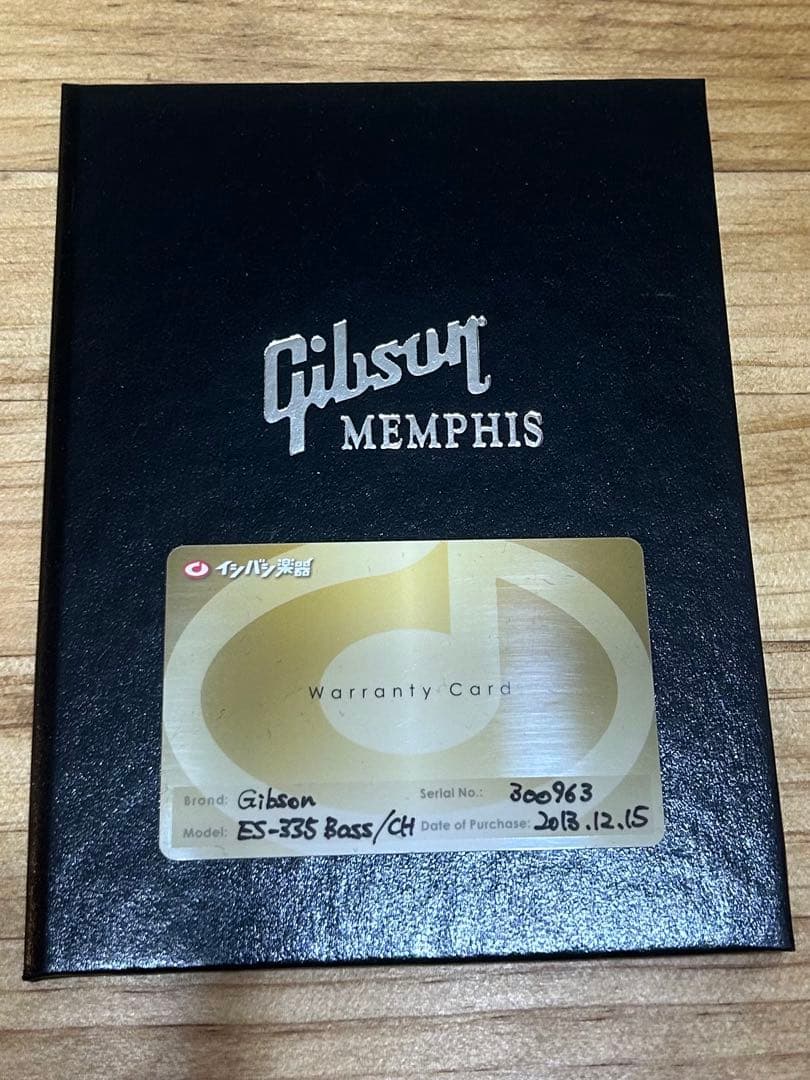 Gibson
MEMPHIS
イシバシ楽器
Warranty Card
Brand: Gibson Serial No.: 300963
Model: ES-335 Bass/CH Date of Purchase: 2013.12.15